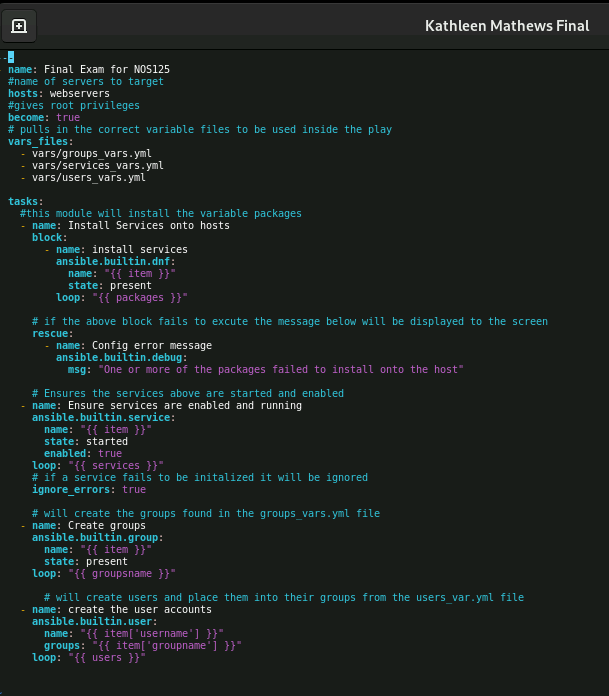 Kathleen Mathews Final
--
name: Final Exam for NOS125
#name of servers to target
hosts: webservers
#gives root privileges
become: true
# pulls in the correct variable files to be used inside the play
vars_files:
  - vars/groups_vars.yml
  - vars/services_vars.yml
  - vars/users_vars.yml

tasks:
  #this module will install the variable packages
  - name: Install Services onto hosts
    block:
      - name: install services
        ansible.builtin.dnf:
          name: "{{ item }}"
          state: present
        loop: "{{ packages }}"

    # if the above block fails to excute the message below will be displayed to the screen
    rescue:
      - name: Config error message
        ansible.builtin.debug:
          msg: "One or more of the packages failed to install onto the host"

    # Ensures the services above are started and enabled
  - name: Ensure services are enabled and running
    ansible.builtin.service:
      name: "{{ item }}"
      state: started
      enabled: true
    loop: "{{ services }}"
    # if a service fails to be initalized it will be ignored
    ignore_errors: true

    # will create the groups found in the groups_vars.yml file
  - name: Create groups
    ansible.builtin.group:
      name: "{{ item }}"
      state: present
    loop: "{{ groupsname }}"

      # will create users and place them into their groups from the users_var.yml file
  - name: create the user accounts
    ansible.builtin.user:
      name: "{{ item['username'] }}"
      groups: "{{ item['groupname'] }}"
    loop: "{{ users }}"